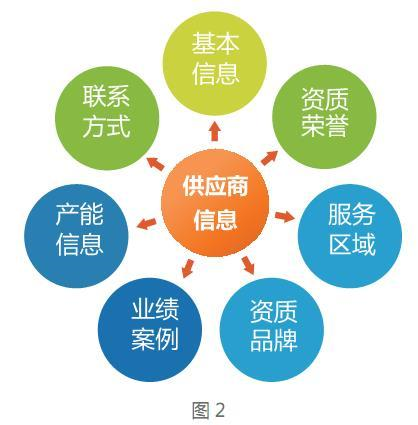 基本
信息
联系
方式
资质
荣誉
供应商
信息
产能
信息
服务
区域
业绩
案例
资质
品牌
图 2